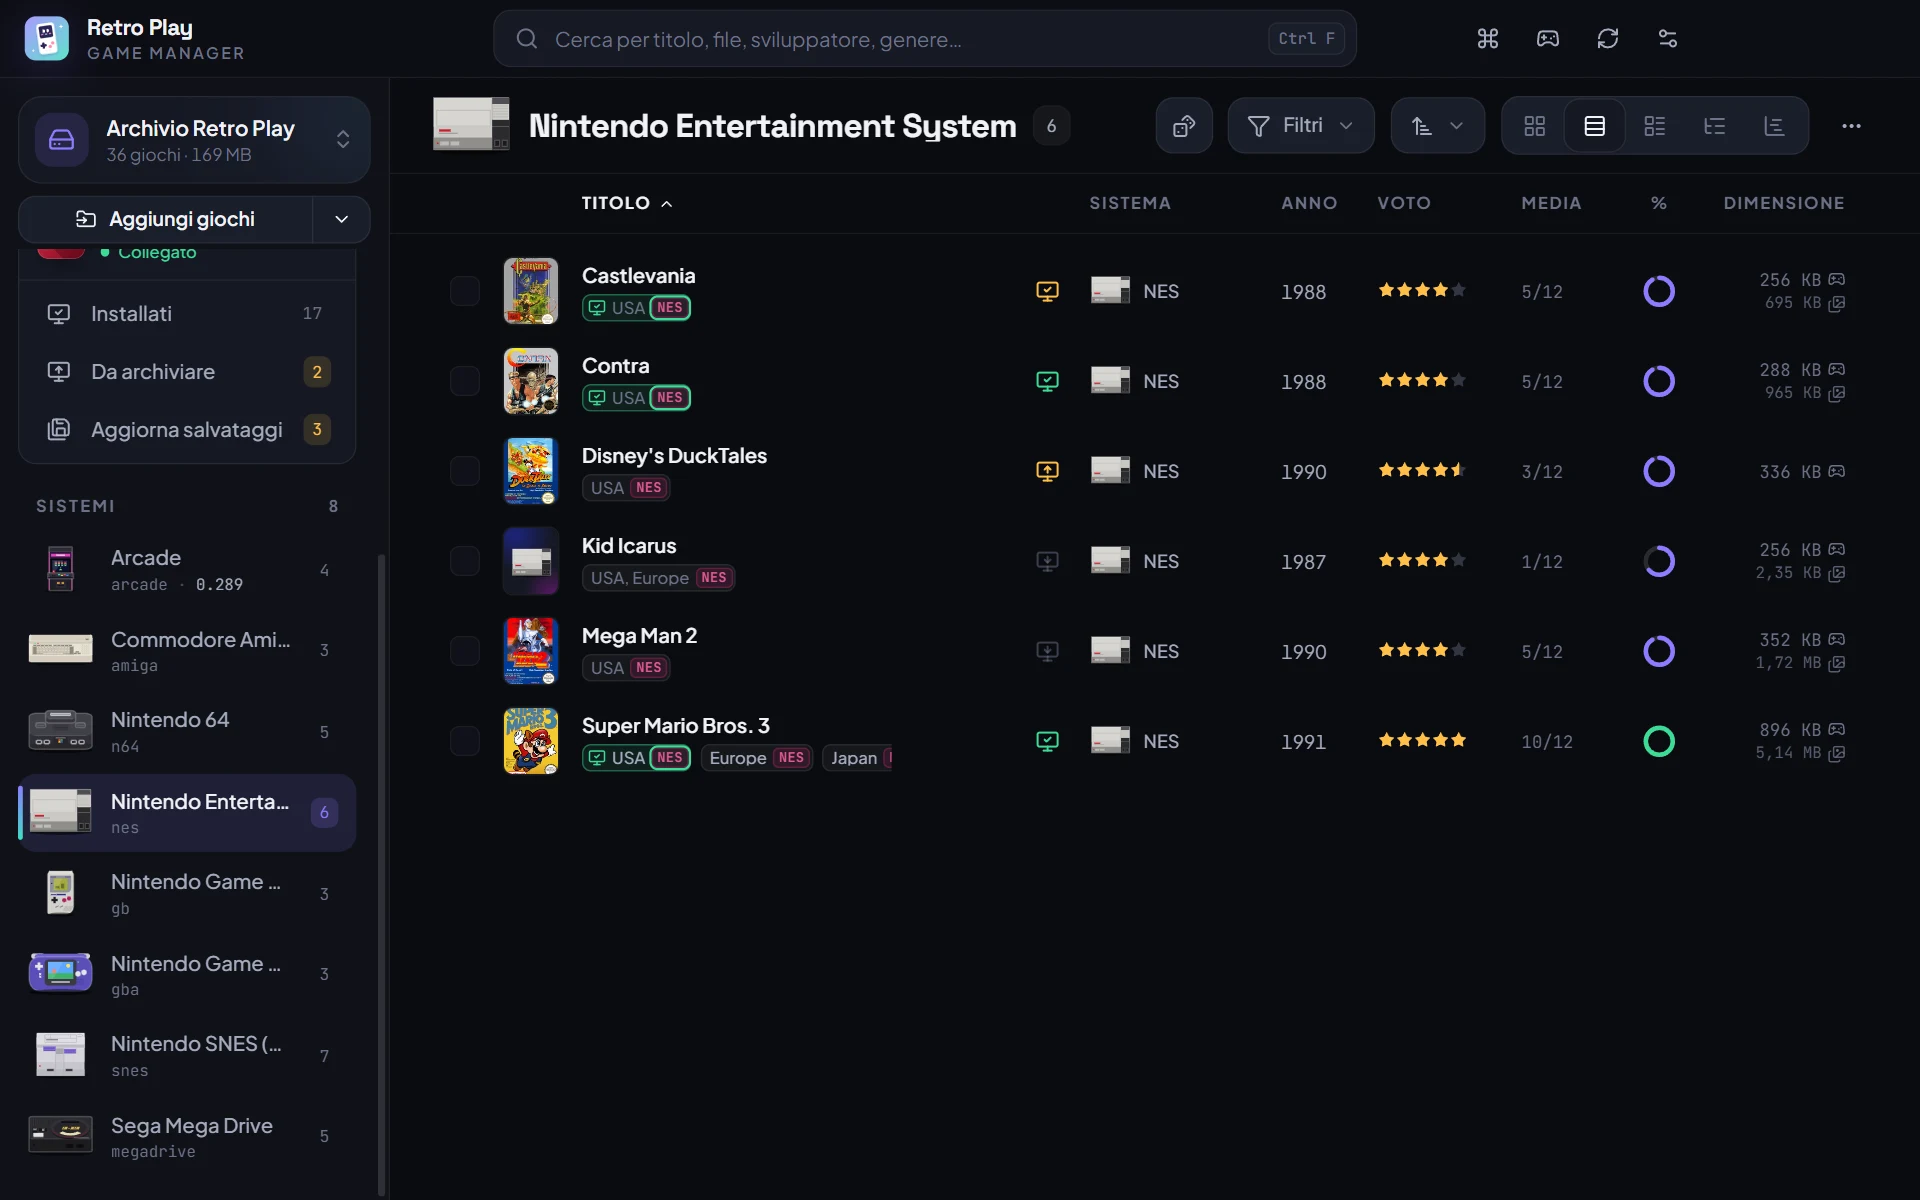 Retro Play
GAME MANAGER
Cerca per titolo, file, sviluppatore, genere...
Ctrl F
Archivio Retro Play
36 giochi · 169 MB
Aggiungi giochi
Collegato
Installati 17
Da archiviare 2
Aggiorna salvataggi 3
SISTEMI 8
Arcade
arcade · 0.289
4
Commodore Ami...
amiga
3
Nintendo 64
n64
5
Nintendo Enterta...
nes
6
Nintendo Game ...
gb
3
Nintendo Game ...
gba
3
Nintendo SNES (...
snes
7
Sega Mega Drive
megadrive
5
Nintendo Entertainment System 6
Filtri
TITOLO SISTEMA ANNO VOTO MEDIA % DIMENSIONE
Castlevania
USA NES
NES 1988 5/12
256 KB
695 KB
Contra
USA NES
NES 1988 5/12
288 KB
965 KB
Disney's DuckTales
USA NES
NES 1990 3/12
336 KB
Kid Icarus
USA, Europe NES
NES 1987 1/12
256 KB
2,35 KB
Mega Man 2
USA NES
NES 1990 5/12
352 KB
1,72 MB
Super Mario Bros. 3
USA NES Europe NES Japan
NES 1991 10/12
896 KB
5,14 MB